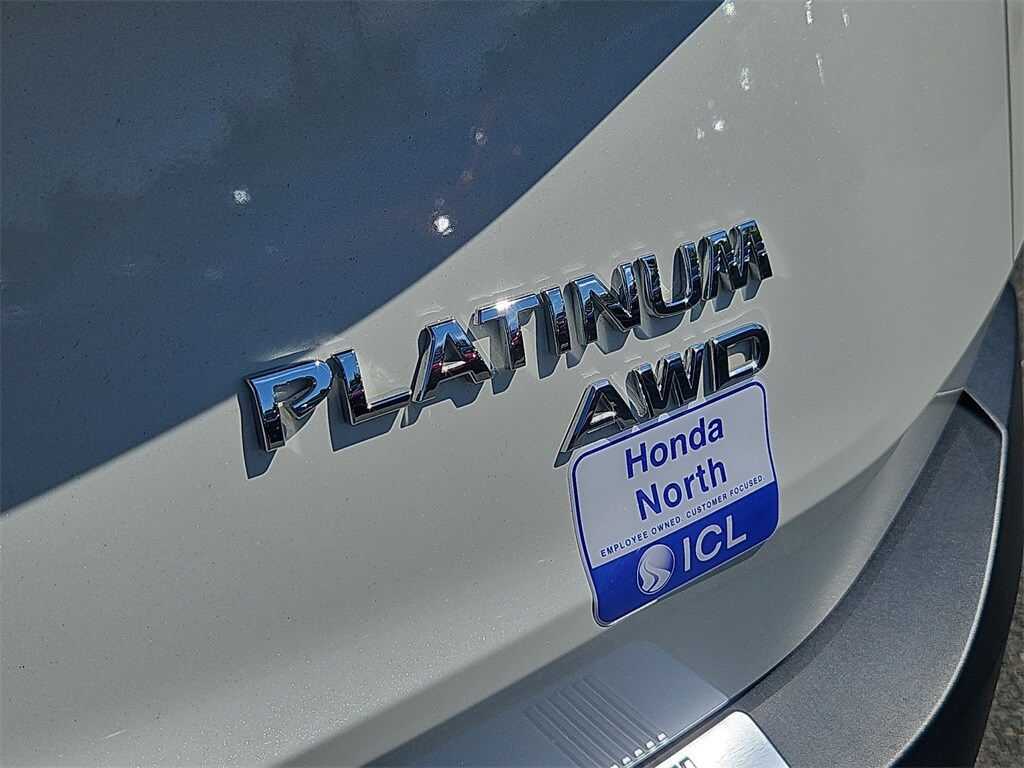 PLATINUM
AWD
Honda
North
EMPLOYEE OWNED. CUSTOMER FOCUSED.
ICL